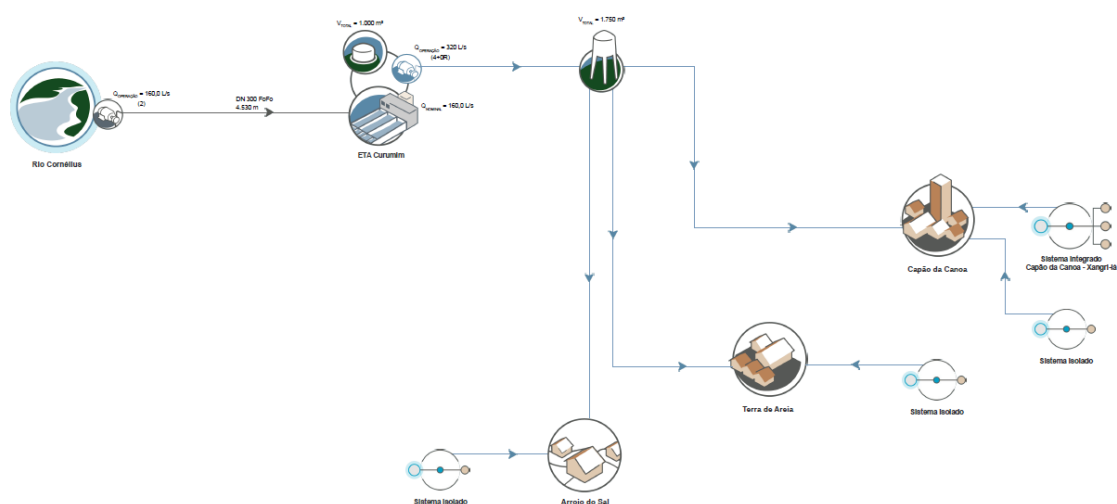 V_TOTAL = 1.000 m³
V_TOTAL = 1.750 m³
Q_OPERAÇÃO = 320 L/s
(4+0R)
Q_OPERAÇÃO = 160,0 L/s
(2)
DN 300 FoFo
4.530 m
Q_NOMINAL = 160,0 L/s
ETA Curumim
Rio Cornélius
Capão da Canoa
Sistema Integrado
Capão da Canoa - Xangri-lá
Sistema Isolado
Terra de Areia
Sistema Isolado
Sistema Isolado
Arroio do Sal